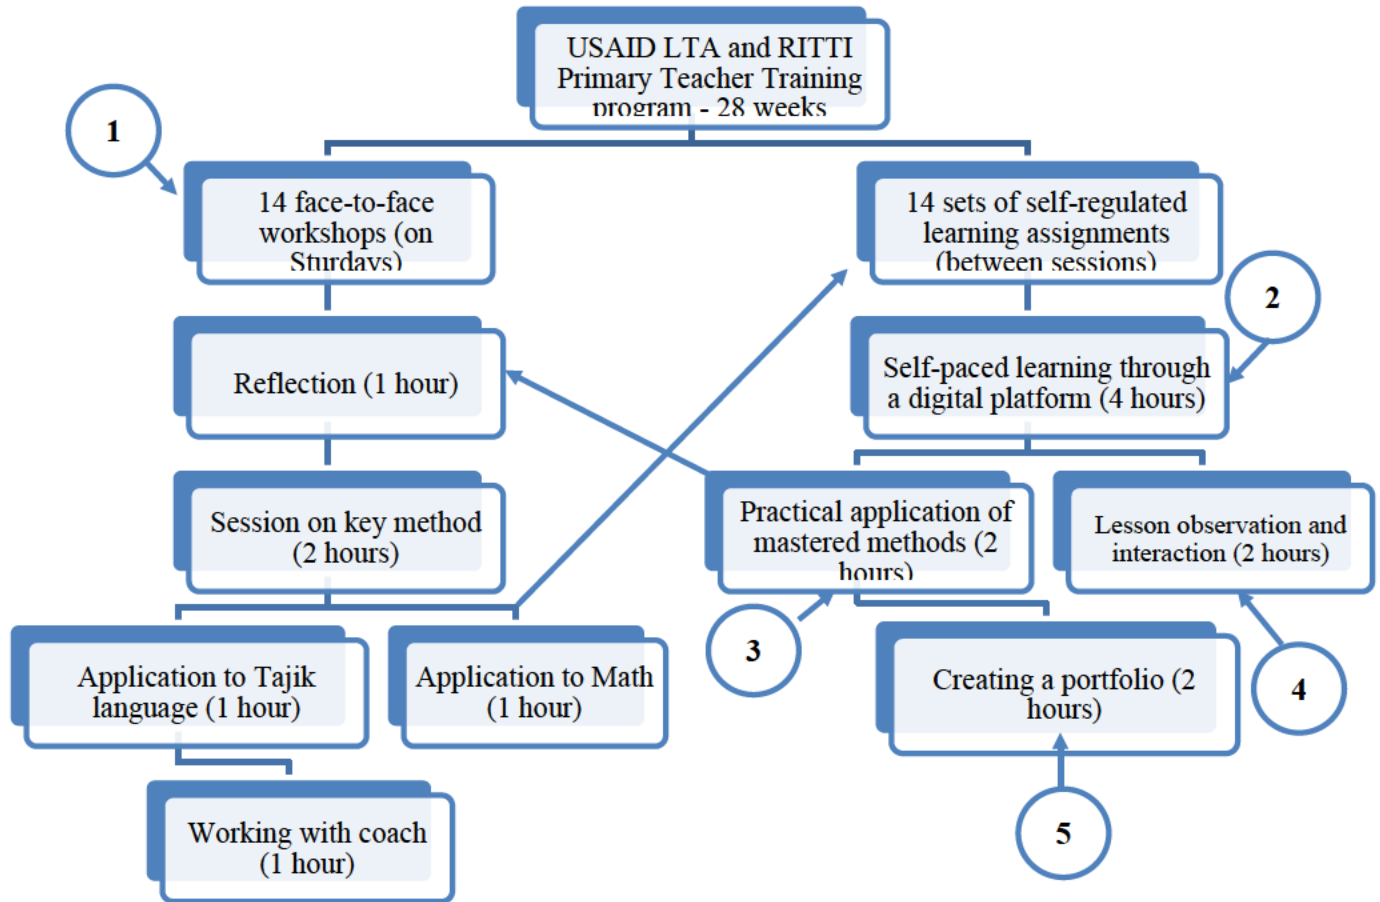 USAID LTA and RITTI
Primary Teacher Training
program - 28 weeks
1
14 face-to-face
workshops (on
Sturdays)
14 sets of self-regulated
learning assignments
(between sessions)
2
Reflection (1 hour)
Self-paced learning through
a digital platform (4 hours)
Session on key method
(2 hours)
Practical application of
mastered methods (2
hours)
Lesson observation and
interaction (2 hours)
3
4
Application to Tajik
language (1 hour)
Application to Math
(1 hour)
Creating a portfolio (2
hours)
Working with coach
(1 hour)
5